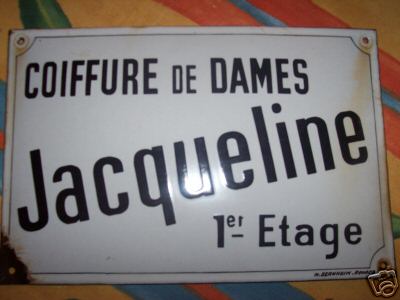 COIFFURE DE DAMES
Jacqueline
1er Etage